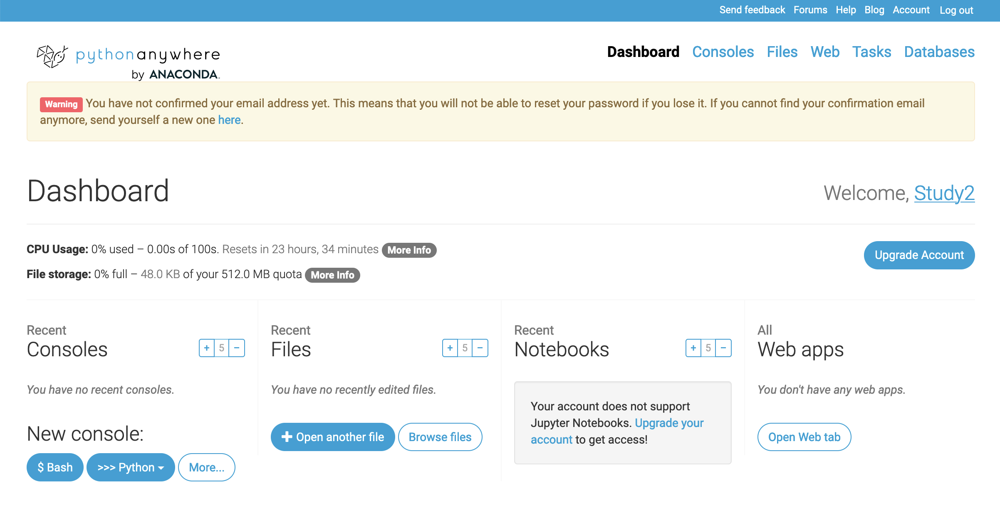 Send feedback Forums Help Blog Account Log out
pythonanywhere
by ANACONDA.
Dashboard Consoles Files Web Tasks Databases
Warning You have not confirmed your email address yet. This means that you will not be able to reset your password if you lose it. If you cannot find your confirmation email
anymore, send yourself a new one here.
Dashboard
Welcome, Study2
CPU Usage: 0% used – 0.00s of 100s. Resets in 23 hours, 34 minutes More Info
Upgrade Account
File storage: 0% full – 48.0 KB of your 512.0 MB quota More Info
Recent
Consoles
+ 5 −
You have no recent consoles.
New console:
$ Bash >>> Python More...
Recent
Files
+ 5 −
You have no recently edited files.
Open another file Browse files
Recent
Notebooks
+ 5 −
Your account does not support
Jupyter Notebooks. Upgrade your
account to get access!
All
Web apps
You don't have any web apps.
Open Web tab